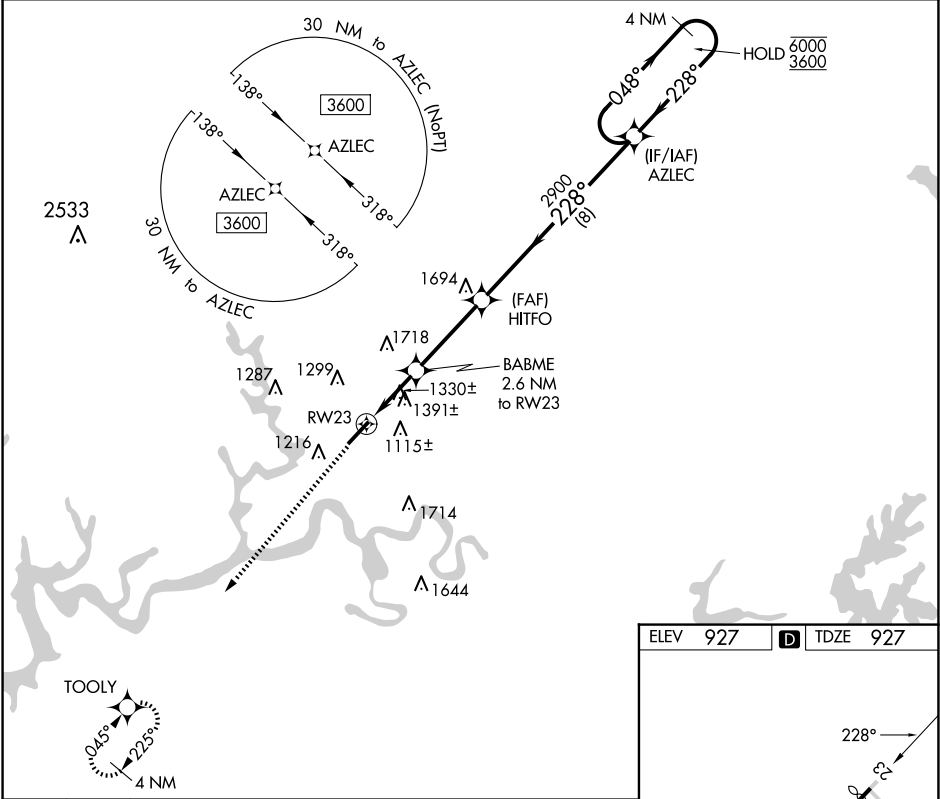 30 NM to AZLEC (NoPT)
138°
3600
AZLEC
318°
138°
AZLEC
3600
318°
30 NM to AZLEC
2533
4 NM
HOLD 6000
3600
048°
228°
(IF/IAF)
AZLEC
2900
228°
(8)
1694
(FAF)
HITFO
1718
BABME
2.6 NM
to RW23
1299
1287
1330±
1391±
RW23
1115±
1216
1714
1644
TOOLY
045°
225°
4 NM
ELEV 927 D TDZE 927
228°
23